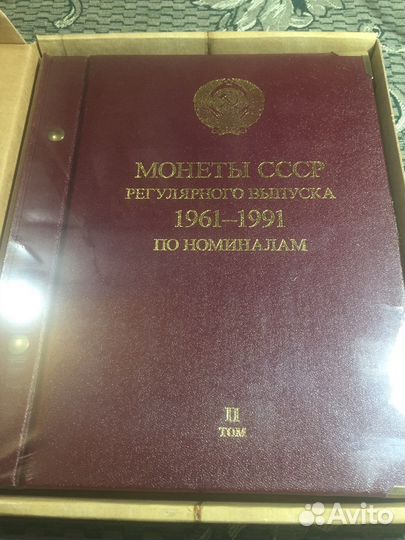 МОНЕТЫ СССР
РЕГУЛЯРНОГО ВЫПУСКА
1961–1991
ПО НОМИНАЛАМ
II
ТОМ
Avito